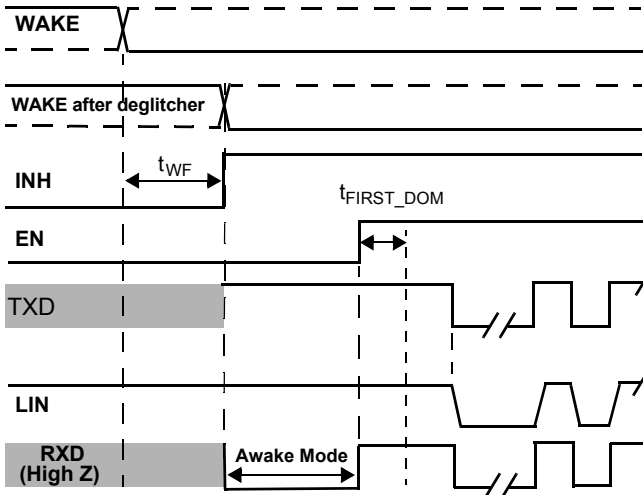 WAKE
WAKE after deglitcher
tWF
INH
tFIRST_DOM
EN
TXD
LIN
RXD
(High Z)
Awake Mode